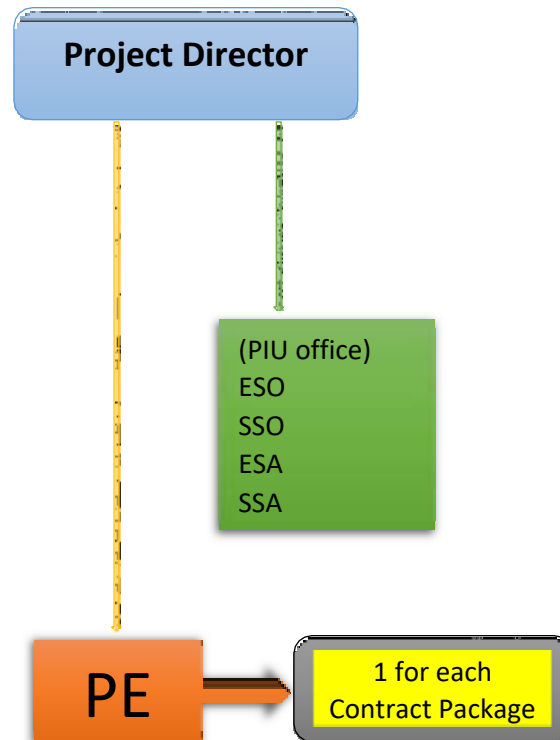 Project Director
(PIU office)
ESO
SSO
ESA
SSA
PE
1 for each
Contract Package